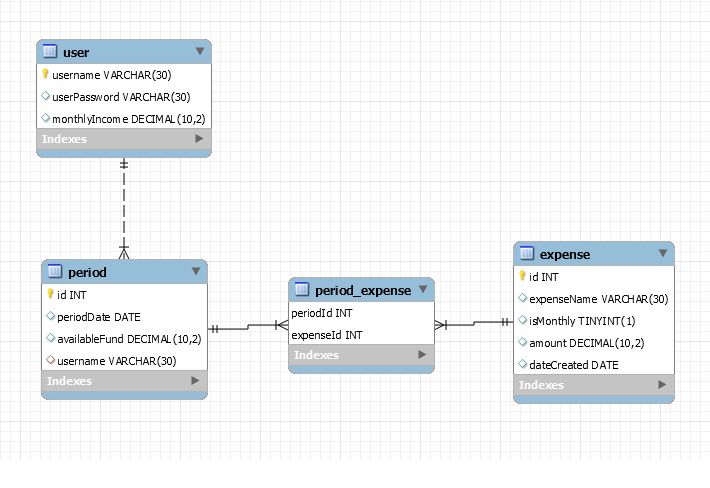 user
username VARCHAR(30)
userPassword VARCHAR(30)
monthlyIncome DECIMAL(10,2)
Indexes
period
id INT
periodDate DATE
availableFund DECIMAL(10,2)
username VARCHAR(30)
Indexes
period_expense
periodId INT
expenseId INT
Indexes
expense
id INT
expenseName VARCHAR(30)
isMonthly TINYINT(1)
amount DECIMAL(10,2)
dateCreated DATE
Indexes